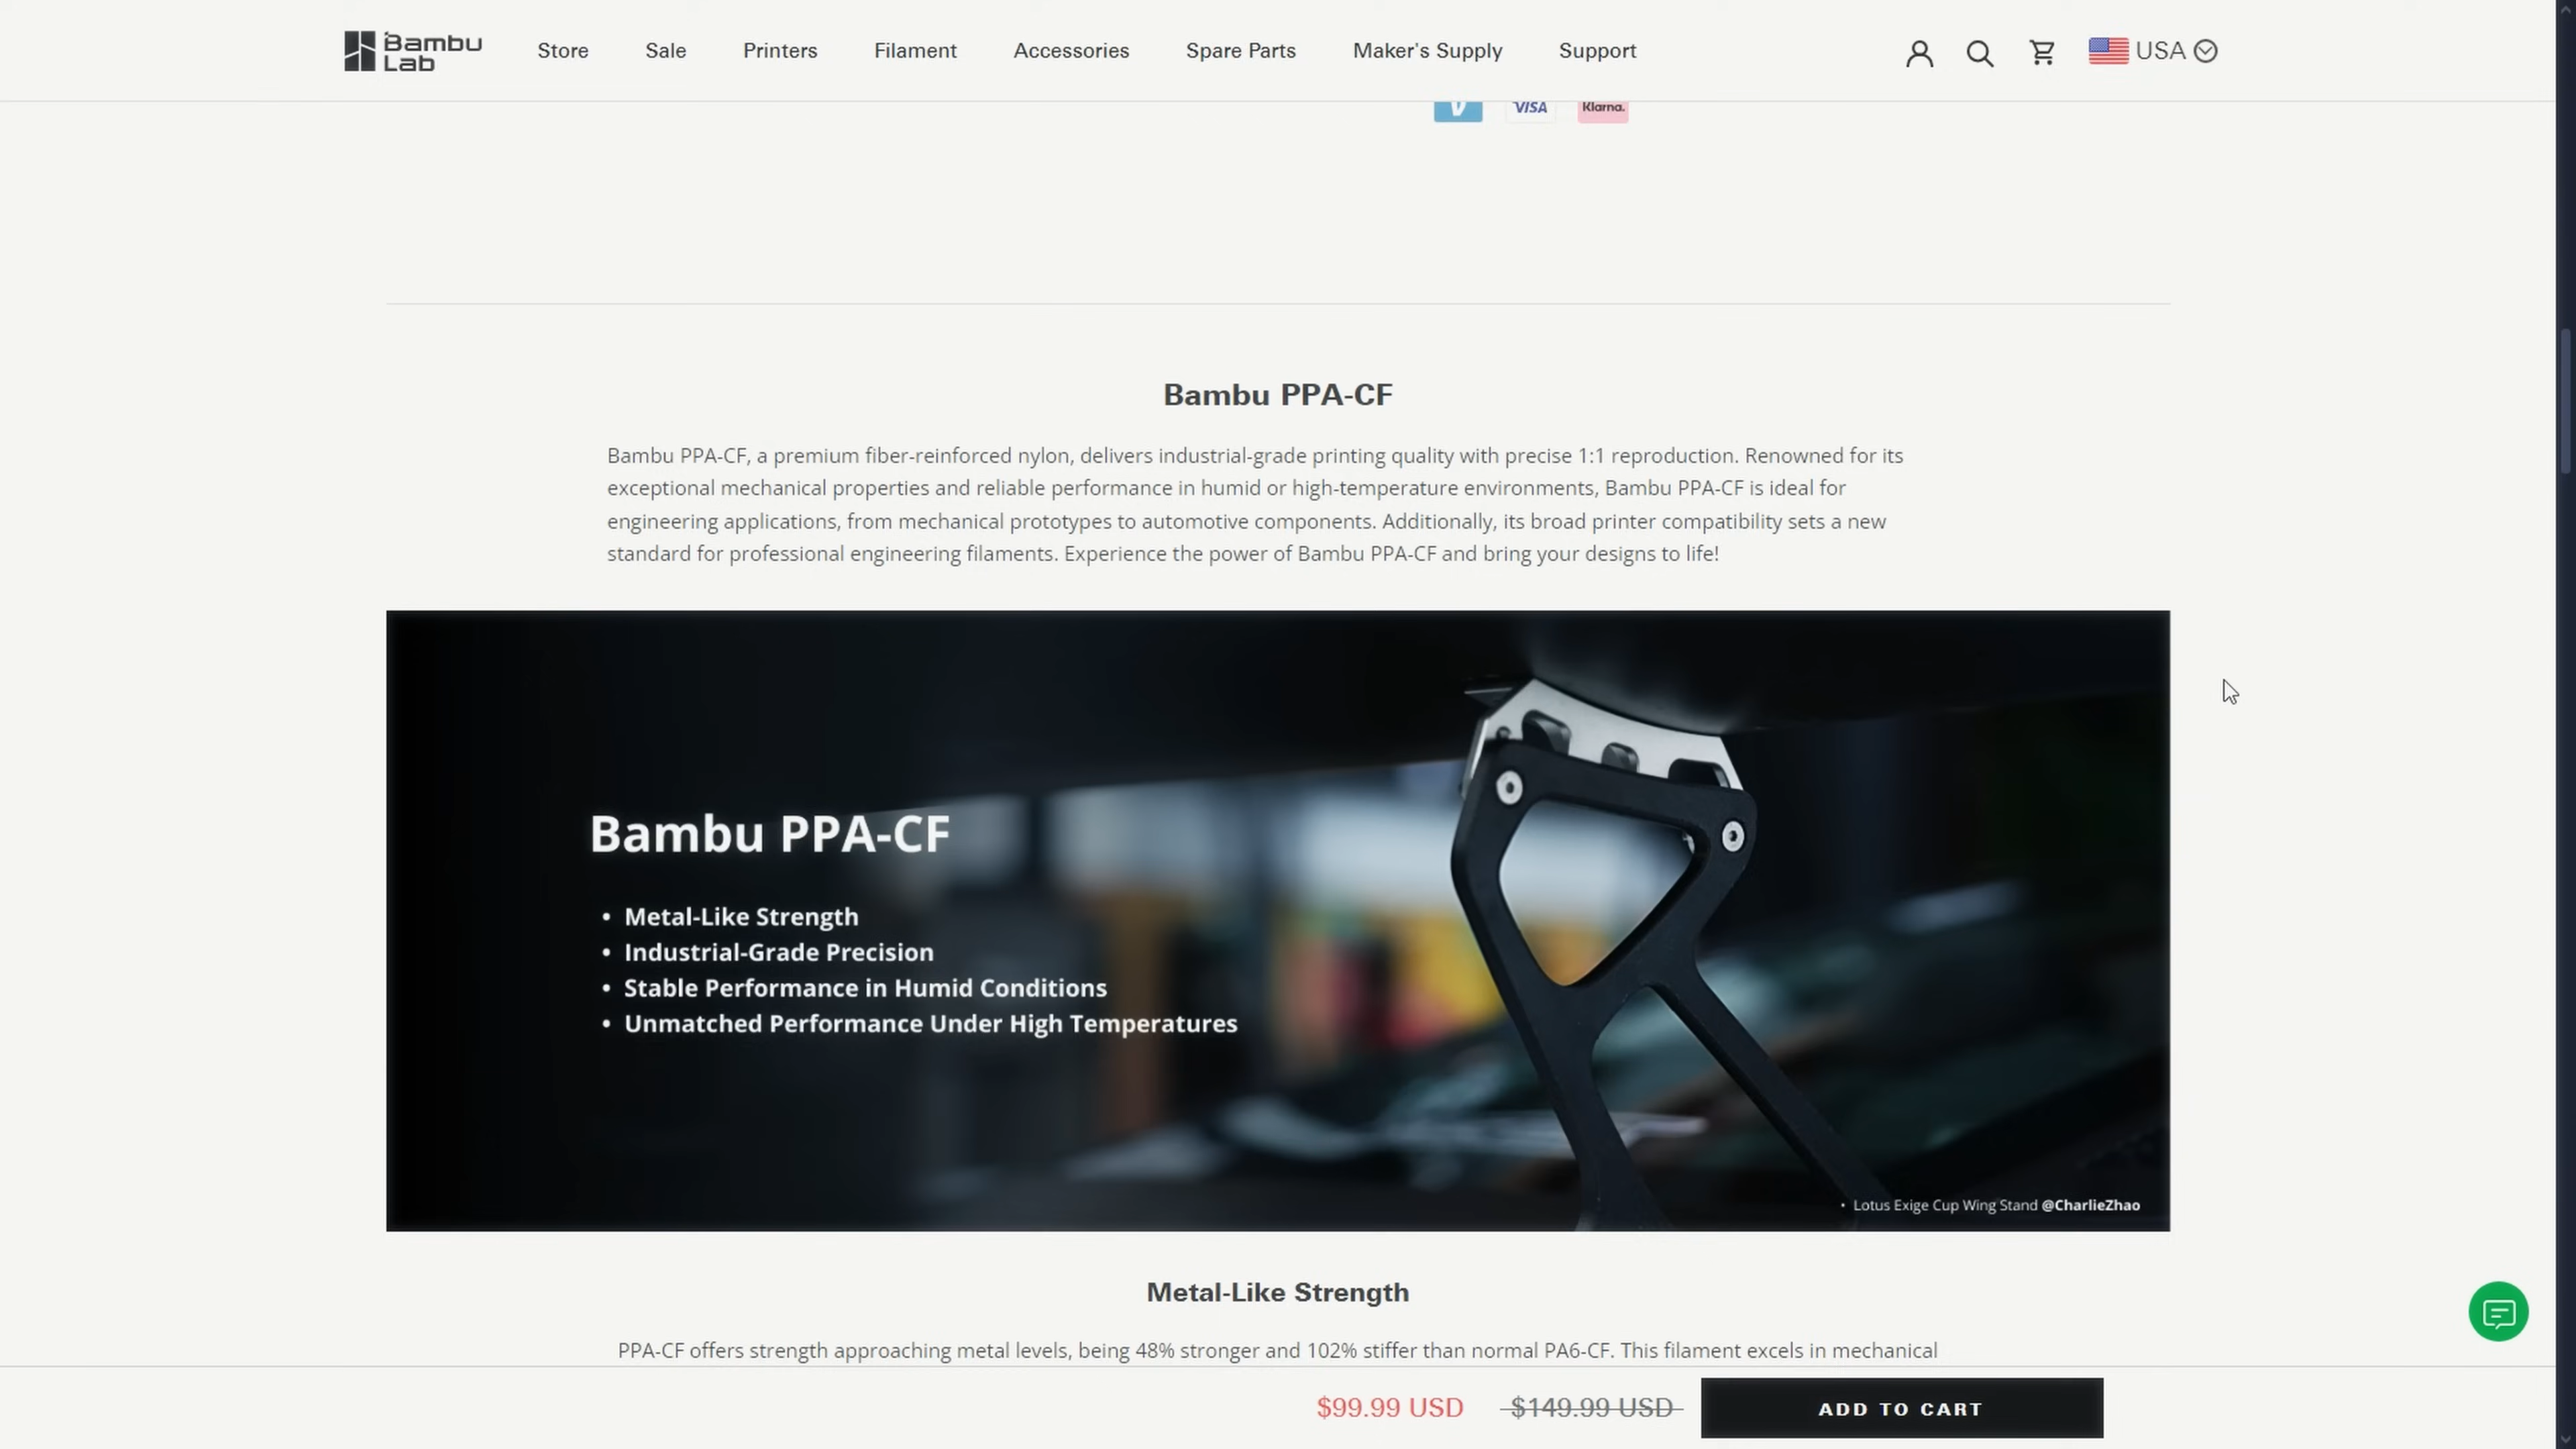 Bambu Lab
Store
Sale
Printers
Filament
Accessories
Spare Parts
Maker's Supply
Support
USA
VISA
Klarna.
Bambu PPA-CF
Bambu PPA-CF, a premium fiber-reinforced nylon, delivers industrial-grade printing quality with precise 1:1 reproduction. Renowned for its
exceptional mechanical properties and reliable performance in humid or high-temperature environments, Bambu PPA-CF is ideal for
engineering applications, from mechanical prototypes to automotive components. Additionally, its broad printer compatibility sets a new
standard for professional engineering filaments. Experience the power of Bambu PPA-CF and bring your designs to life!
Bambu PPA-CF
• Metal-Like Strength
• Industrial-Grade Precision
• Stable Performance in Humid Conditions
• Unmatched Performance Under High Temperatures
• Lotus Exige Cup Wing Stand @CharlieZhao
Metal-Like Strength
PPA-CF offers strength approaching metal levels, being 48% stronger and 102% stiffer than normal PA6-CF. This filament excels in mechanical
$99.99 USD
$149.99 USD
ADD TO CART